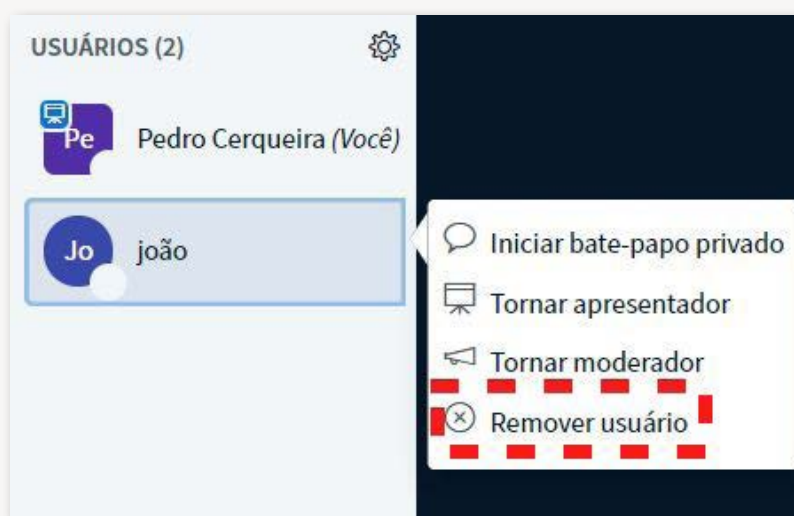 USUÁRIOS (2)
Pe
Pedro Cerqueira (Você)
Jo
joão
Iniciar bate-papo privado
Tornar apresentador
Tornar moderador
Remover usuário